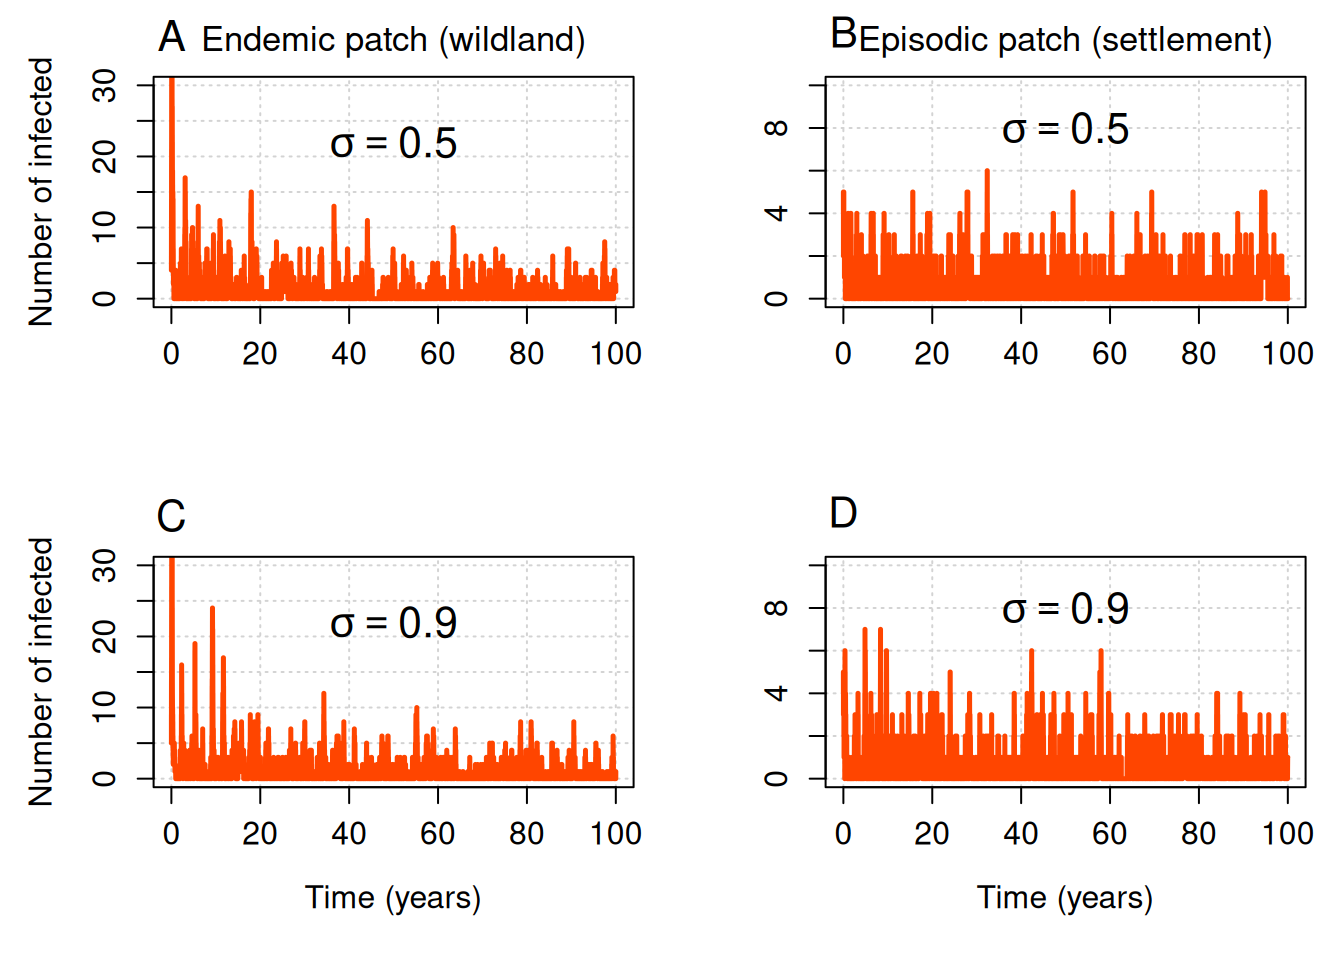 A Endemic patch (wildland)
B Episodic patch (settlement)
Number of infected
30
20
10
0
σ = 0.5
0 20 40 60 80 100
8
4
0
σ = 0.5
0 20 40 60 80 100
C
D
Number of infected
30
20
10
0
σ = 0.9
0 20 40 60 80 100
Time (years)
8
4
0
σ = 0.9
0 20 40 60 80 100
Time (years)